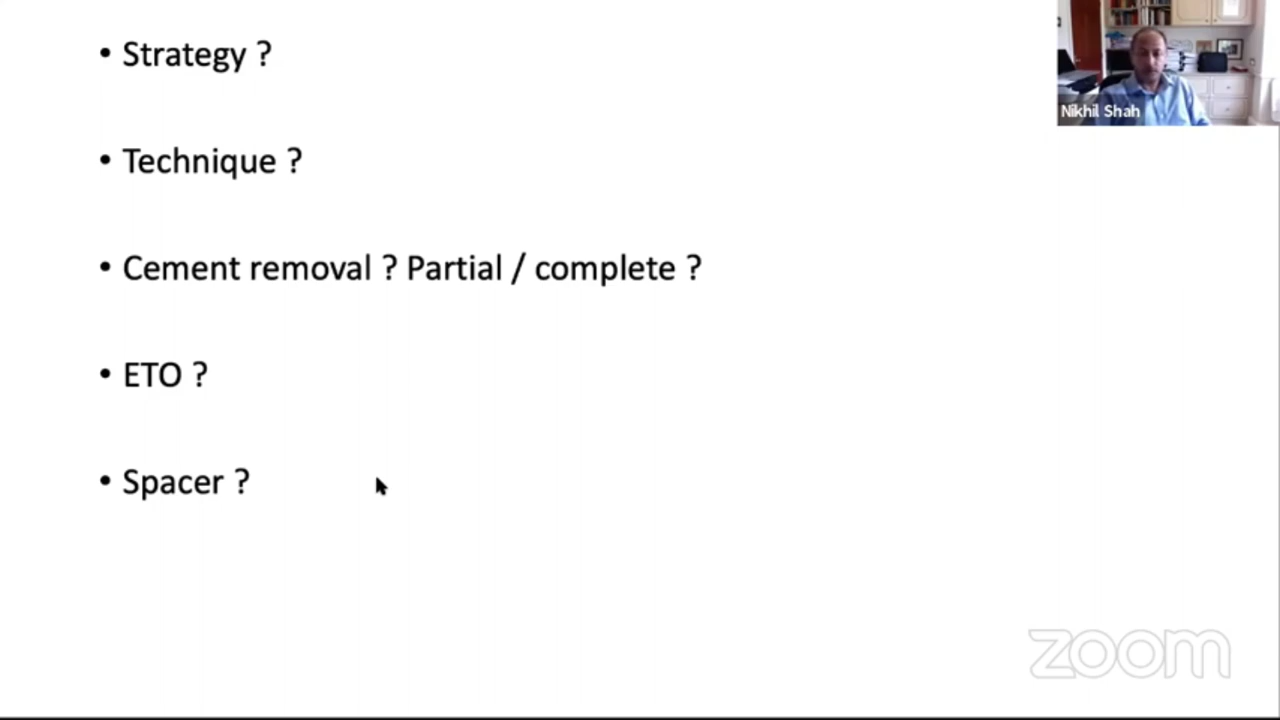 • Strategy ?
Nikhil Shah
• Technique ?
• Cement removal ? Partial / complete ?
• ETO ?
• Spacer ?
zoom